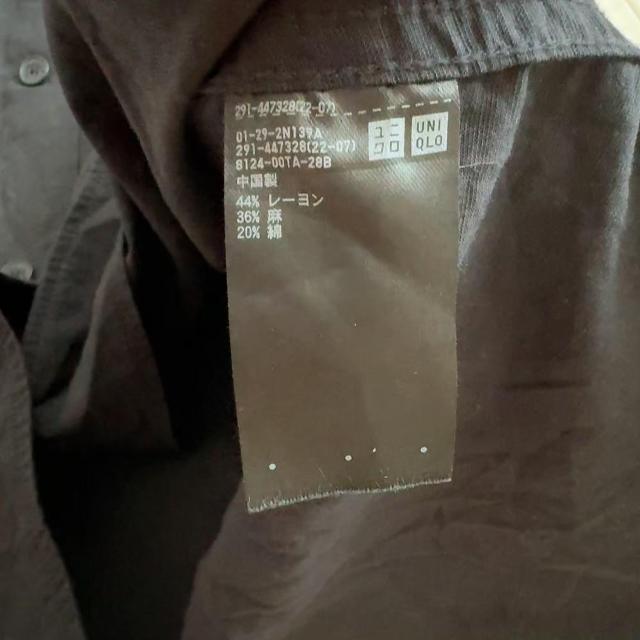 291-447328(22-07)
01-29-2N139A
291-447328(22-07)
8124-00TA-28B
中国製
44% レーヨン
36% 麻
20% 綿
ユニ
クロ
UNI
QLO